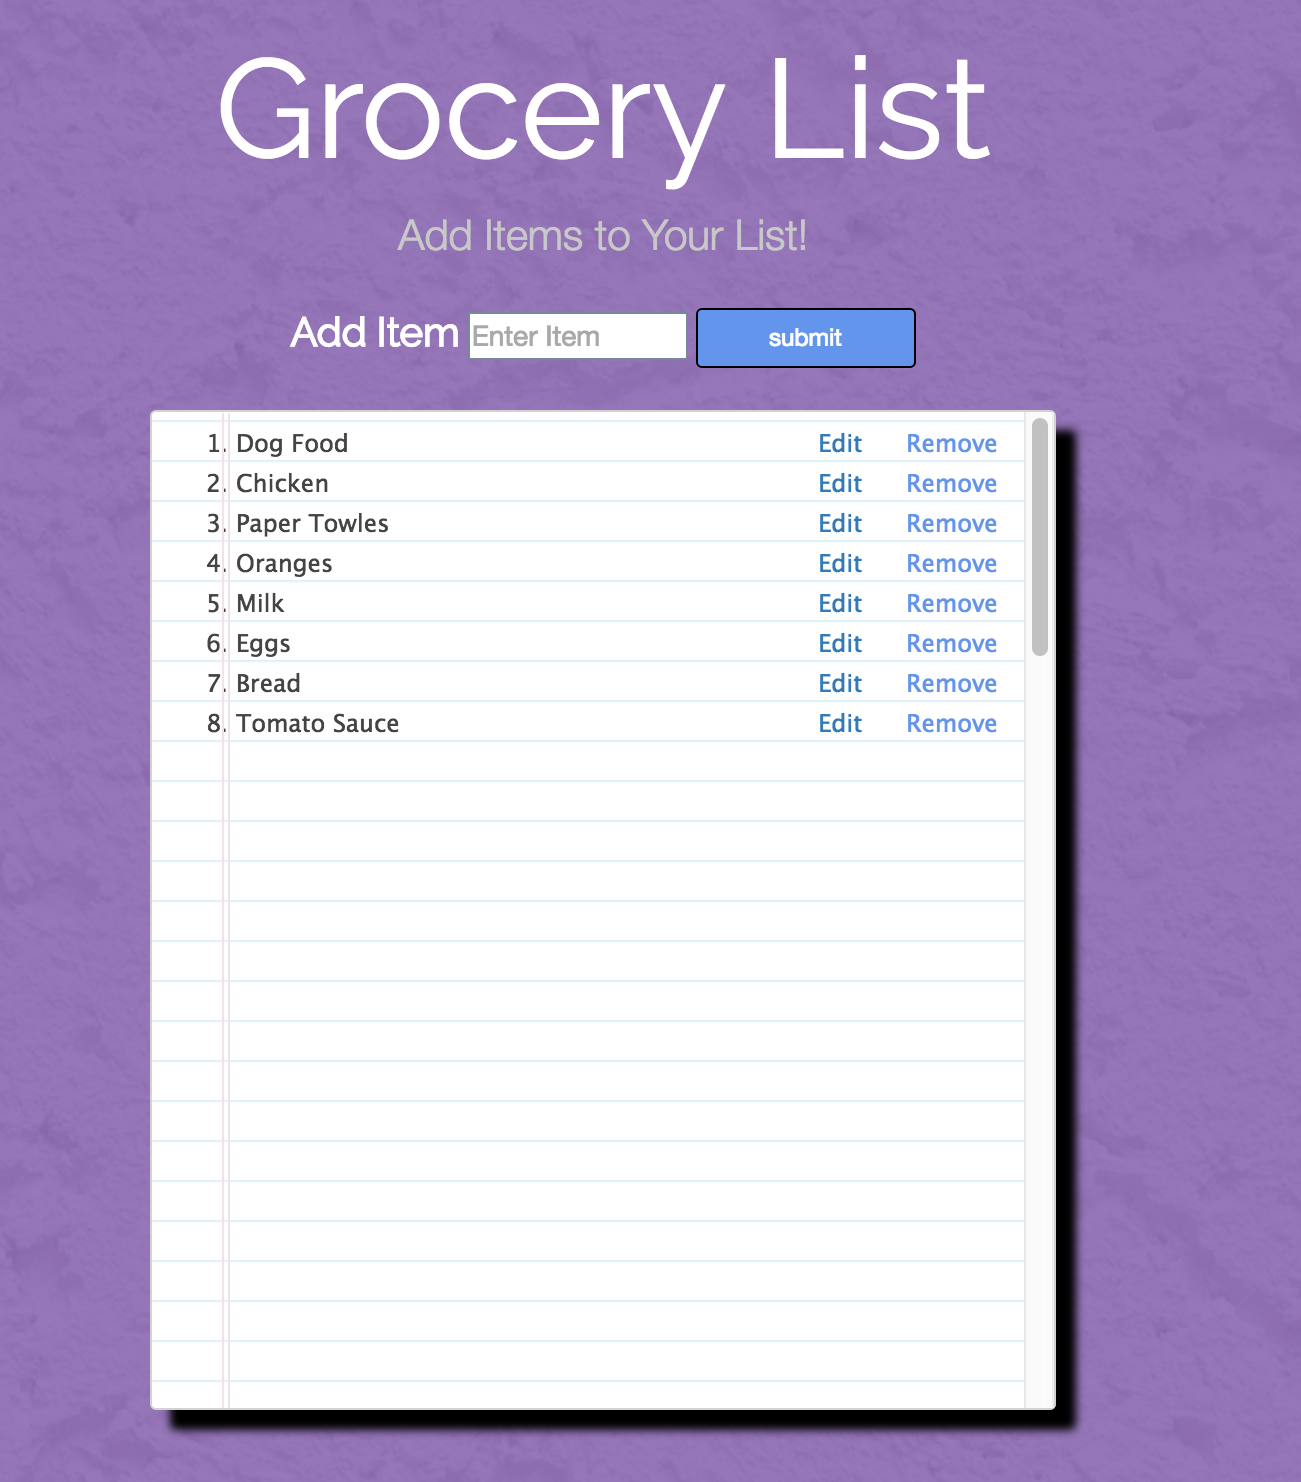 Grocery List
Add Items to Your List!
Add Item Enter Item submit
1. Dog Food Edit Remove
2. Chicken Edit Remove
3. Paper Towles Edit Remove
4. Oranges Edit Remove
5. Milk Edit Remove
6. Eggs Edit Remove
7. Bread Edit Remove
8. Tomato Sauce Edit Remove